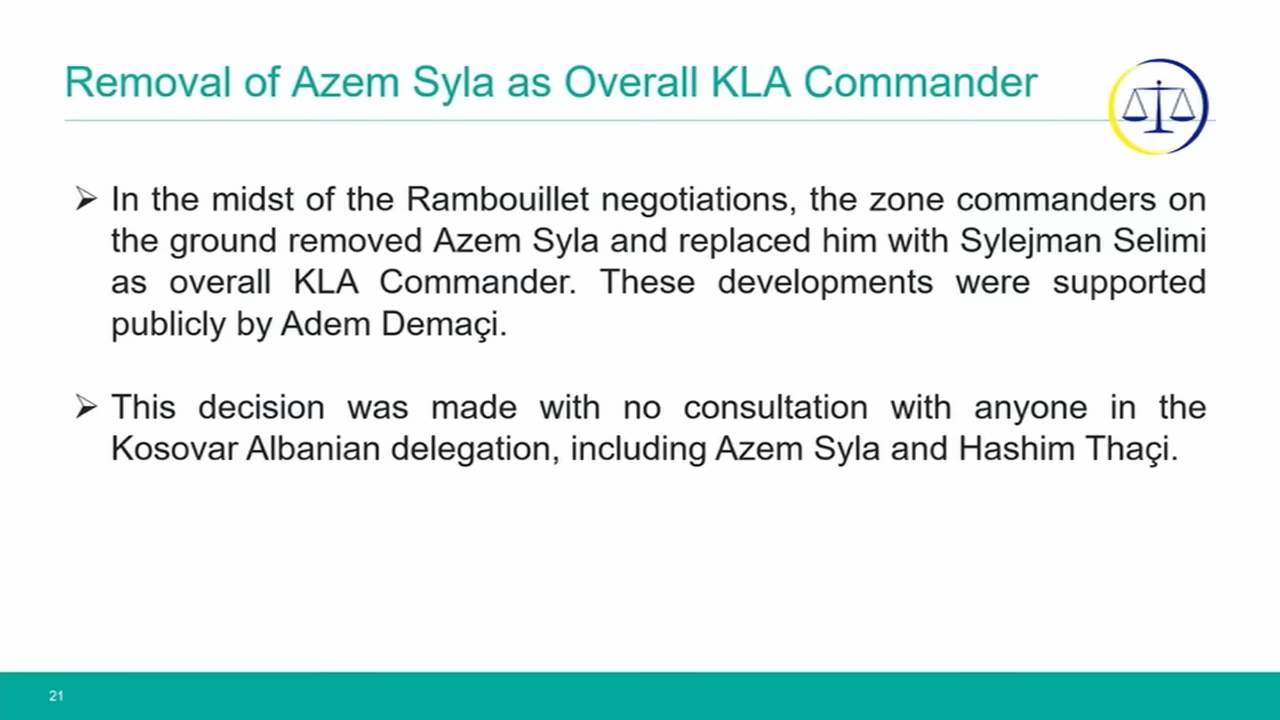 Removal of Azem Syla as Overall KLA Commander
➢ In the midst of the Rambouillet negotiations, the zone commanders on
the ground removed Azem Syla and replaced him with Sylejman Selimi
as overall KLA Commander. These developments were supported
publicly by Adem Demaçi.
➢ This decision was made with no consultation with anyone in the
Kosovar Albanian delegation, including Azem Syla and Hashim Thaçi.
21